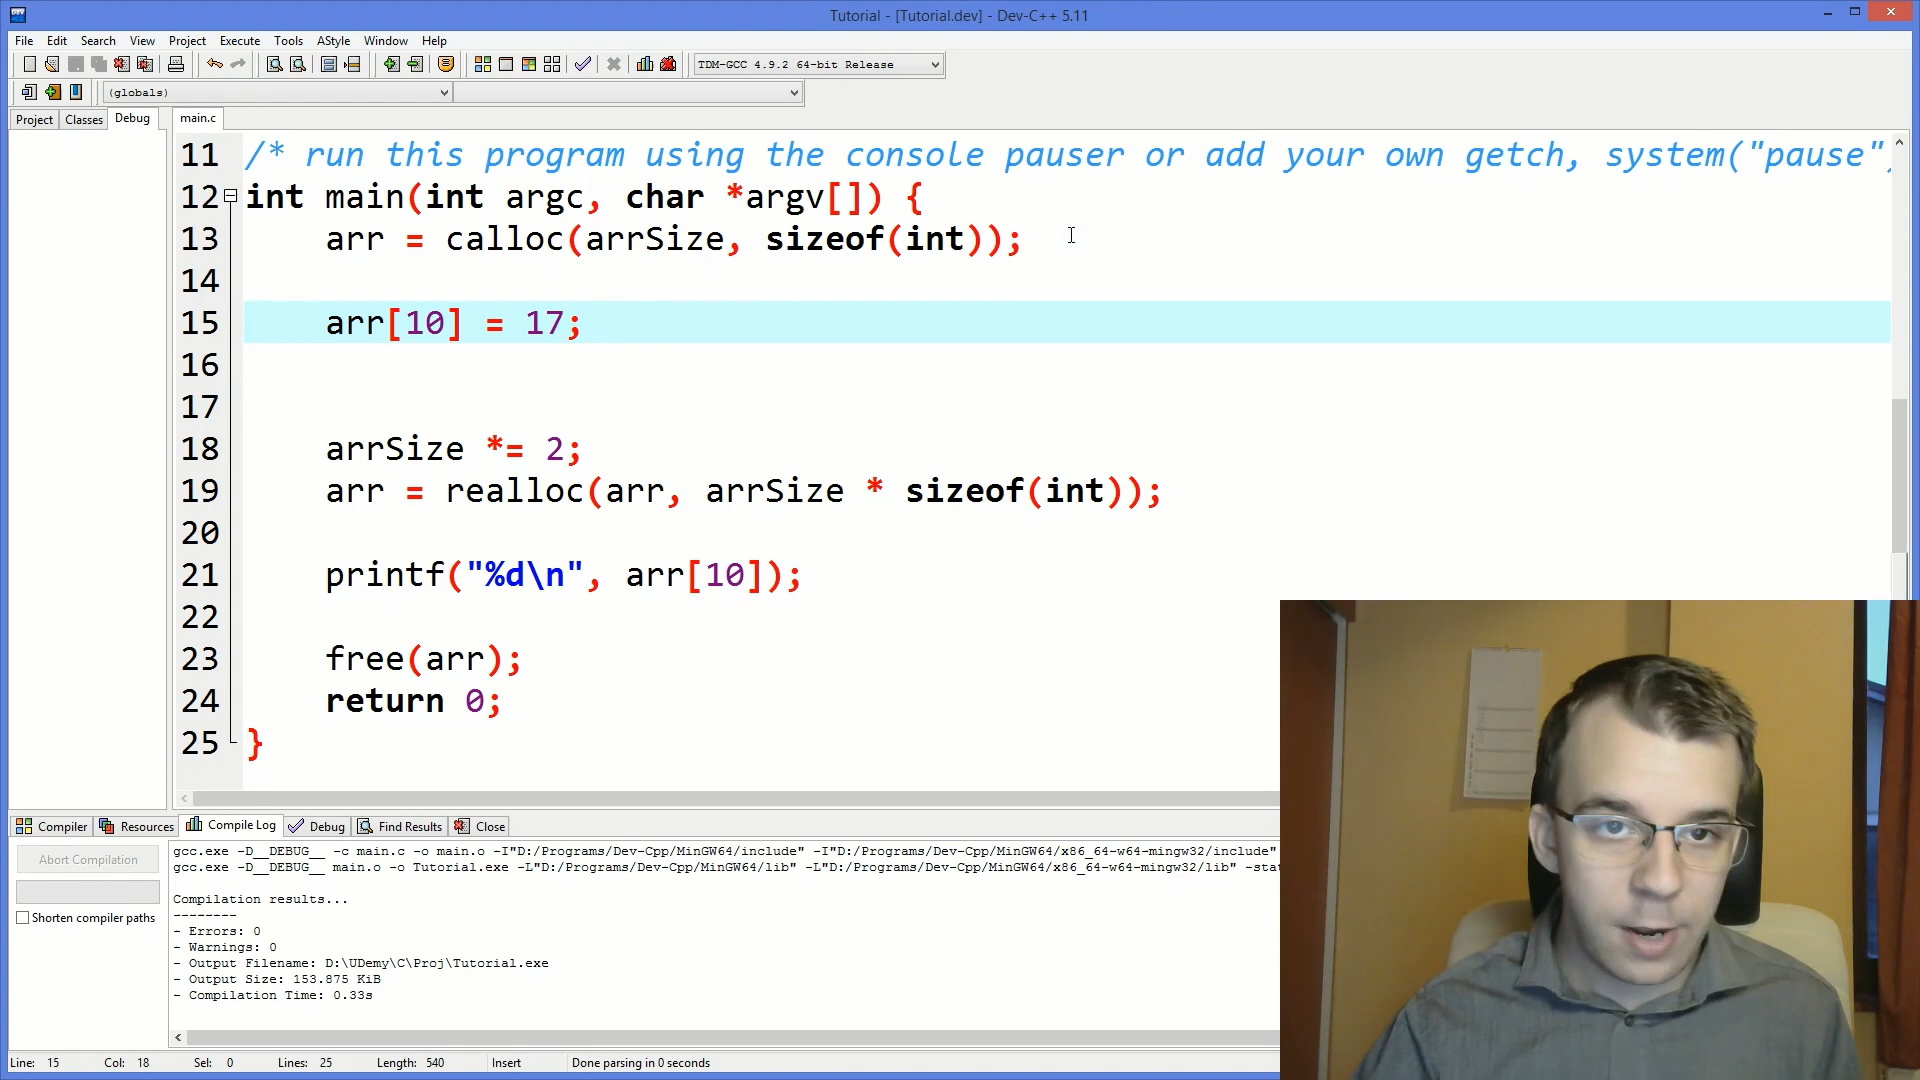 Tutorial - [Tutorial.dev] - Dev-C++ 5.11
File Edit Search View Project Execute Tools AStyle Window Help
TDM-GCC 4.9.2 64-bit Release
(globals)
Project Classes Debug main.c
11 /* run this program using the console pauser or add your own getch, system("pause")
12 int main(int argc, char *argv[]) {
13 arr = calloc(arrSize, sizeof(int));
14
15 arr[10] = 17;
16
17
18 arrSize *= 2;
19 arr = realloc(arr, arrSize * sizeof(int));
20
21 printf("%d\n", arr[10]);
22
23 free(arr);
24 return 0;
25 }
Compiler Resources Compile Log Debug Find Results Close
Abort Compilation
Shorten compiler paths
gcc.exe -D__DEBUG__ -c main.c -o main.o -I"D:/Programs/Dev-Cpp/MinGW64/include" -I"D:/Programs/Dev-Cpp/MinGW64/x86_64-w64-mingw32/include"
gcc.exe -D__DEBUG__ main.o -o Tutorial.exe -L"D:/Programs/Dev-Cpp/MinGW64/lib" -L"D:/Programs/Dev-Cpp/MinGW64/x86_64-w64-mingw32/lib" -stat
Compilation results...
--------
- Errors: 0
- Warnings: 0
- Output Filename: D:\UDemy\C\Proj\Tutorial.exe
- Output Size: 153.875 KiB
- Compilation Time: 0.33s
Line: 15 Col: 18 Sel: 0 Lines: 25 Length: 540 Insert Done parsing in 0 seconds